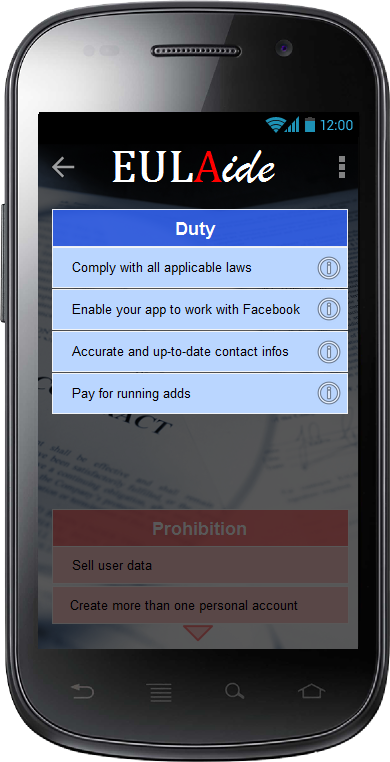 12:00
EULAide
Duty
Comply with all applicable laws
Enable your app to work with Facebook
Accurate and up-to-date contact infos
Pay for running adds
CONTRACT
Prohibition
Sell user data
Create more than one personal account